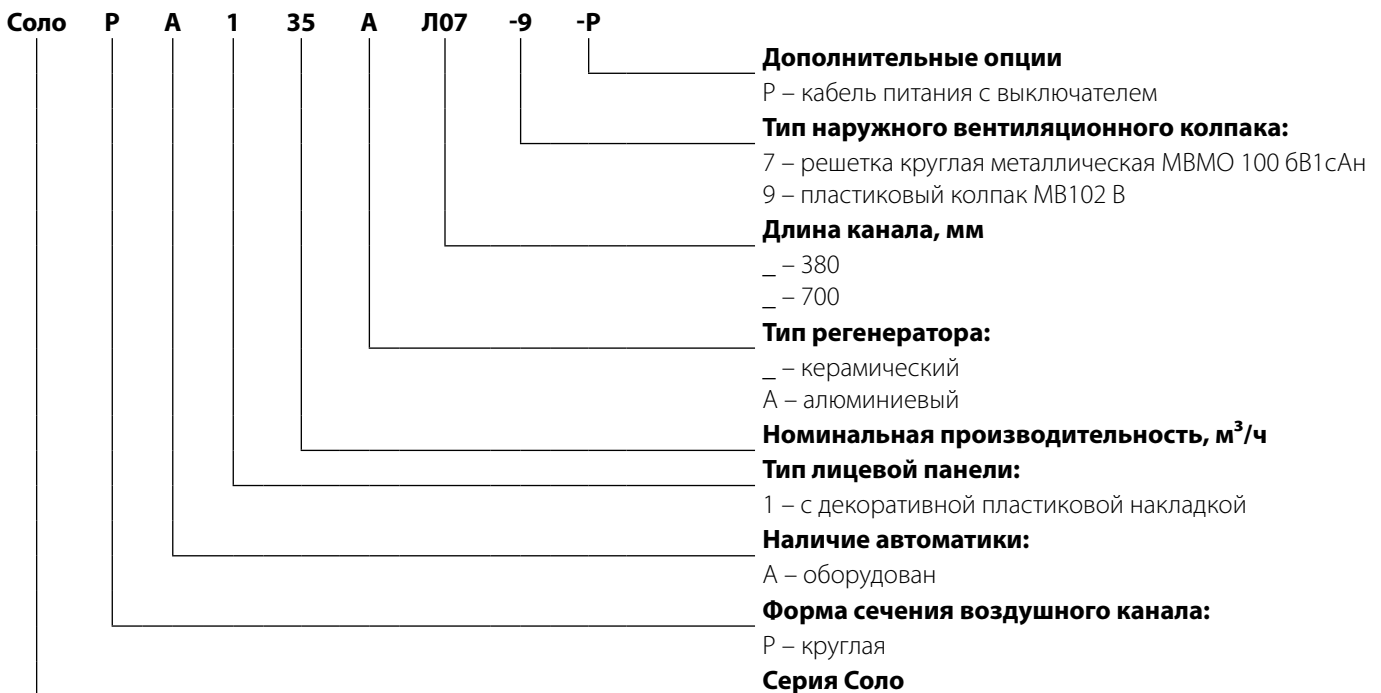 Соло Р А 1 35 А Л07 -9 -Р
Дополнительные опции
Р – кабель питания с выключателем
Тип наружного вентиляционного колпака:
7 – решетка круглая металлическая МВМО 100 бВ1сАн
9 – пластиковый колпак МВ102 В
Длина канала, мм
_ – 380
_ – 700
Тип регенератора:
_ – керамический
А – алюминиевый
Номинальная производительность, м³/ч
Тип лицевой панели:
1 – с декоративной пластиковой накладкой
Наличие автоматики:
А – оборудован
Форма сечения воздушного канала:
Р – круглая
Серия Соло